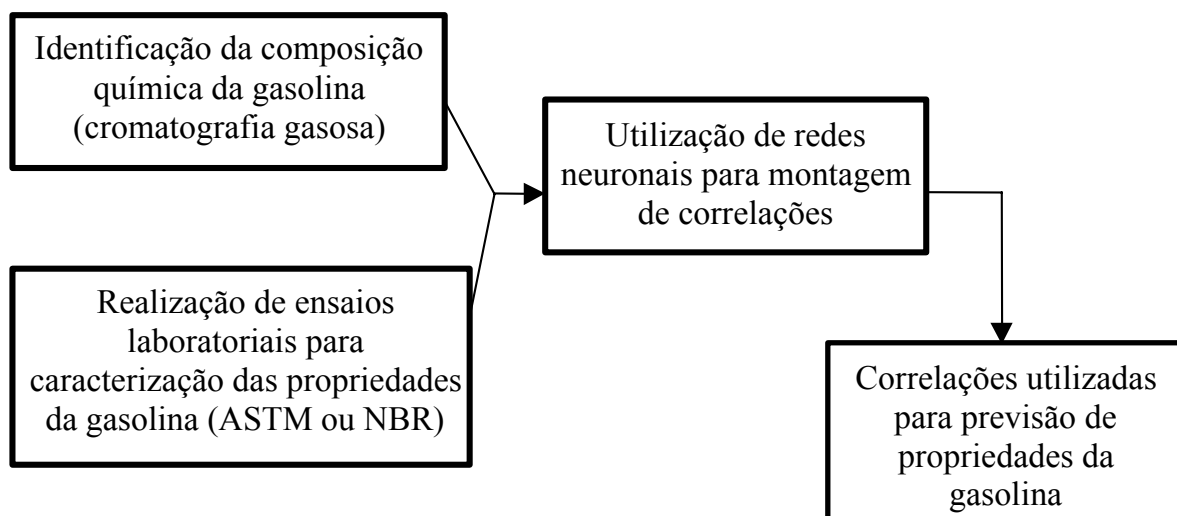 Identificação da composição
química da gasolina
(cromatografia gasosa)
Realização de ensaios
laboratoriais para
caracterização das propriedades
da gasolina (ASTM ou NBR)
Utilização de redes
neuronais para montagem
de correlações
Correlações utilizadas
para previsão de
propriedades da
gasolina